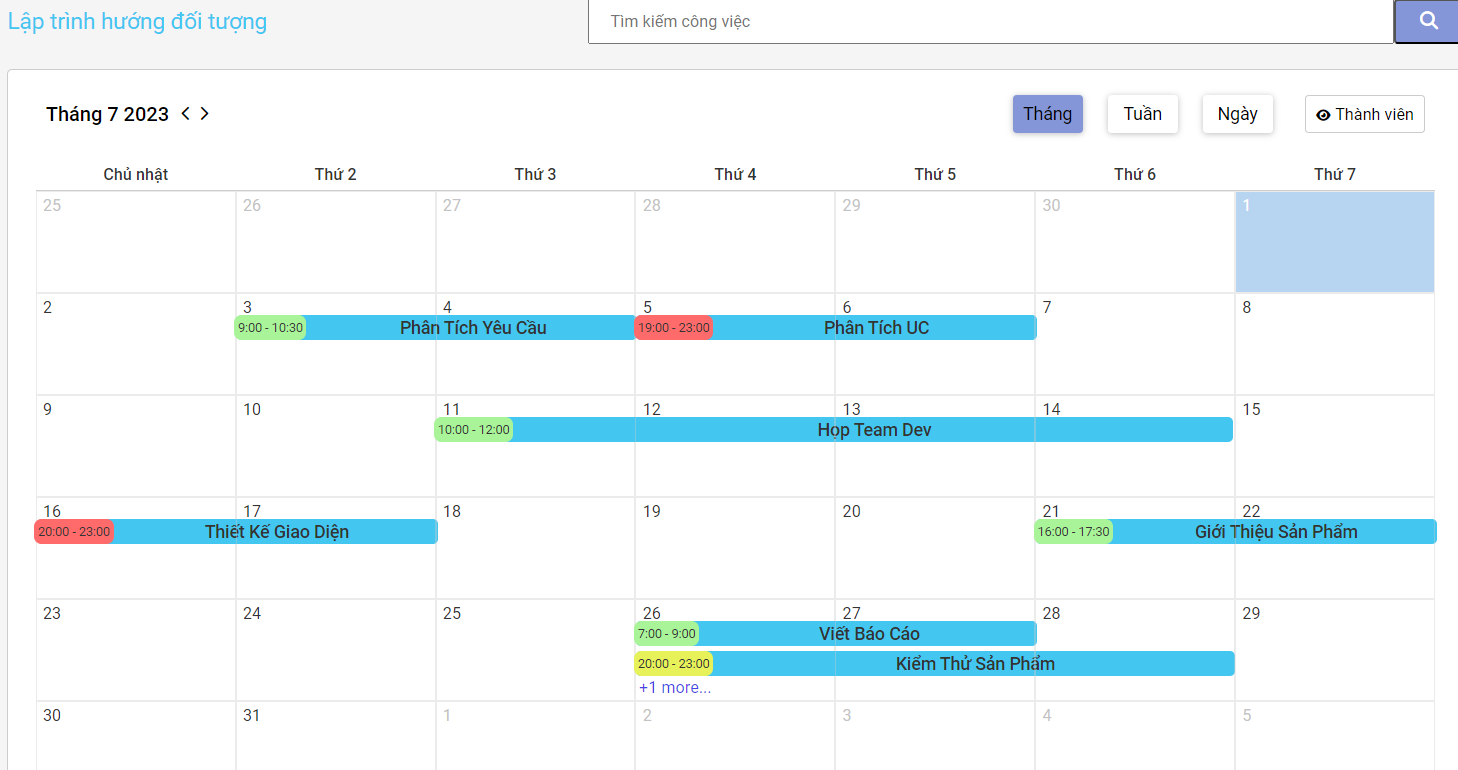 Lập trình hướng đối tượng
Tìm kiếm công việc
Tháng 7 2023
Tháng Tuần Ngày Thành viên
Chủ nhật Thứ 2 Thứ 3 Thứ 4 Thứ 5 Thứ 6 Thứ 7
25 26 27 28 29 30 1
2 3 4 5 6 7 8
9:00 - 10:30 Phân Tích Yêu Cầu 19:00 - 23:00 Phân Tích UC
9 10 11 12 13 14 15
10:00 - 12:00 Họp Team Dev
16 17 18 19 20 21 22
20:00 - 23:00 Thiết Kế Giao Diện 16:00 - 17:30 Giới Thiệu Sản Phẩm
23 24 25 26 27 28 29
7:00 - 9:00 Viết Báo Cáo
20:00 - 23:00 Kiểm Thử Sản Phẩm
+1 more...
30 31 1 2 3 4 5